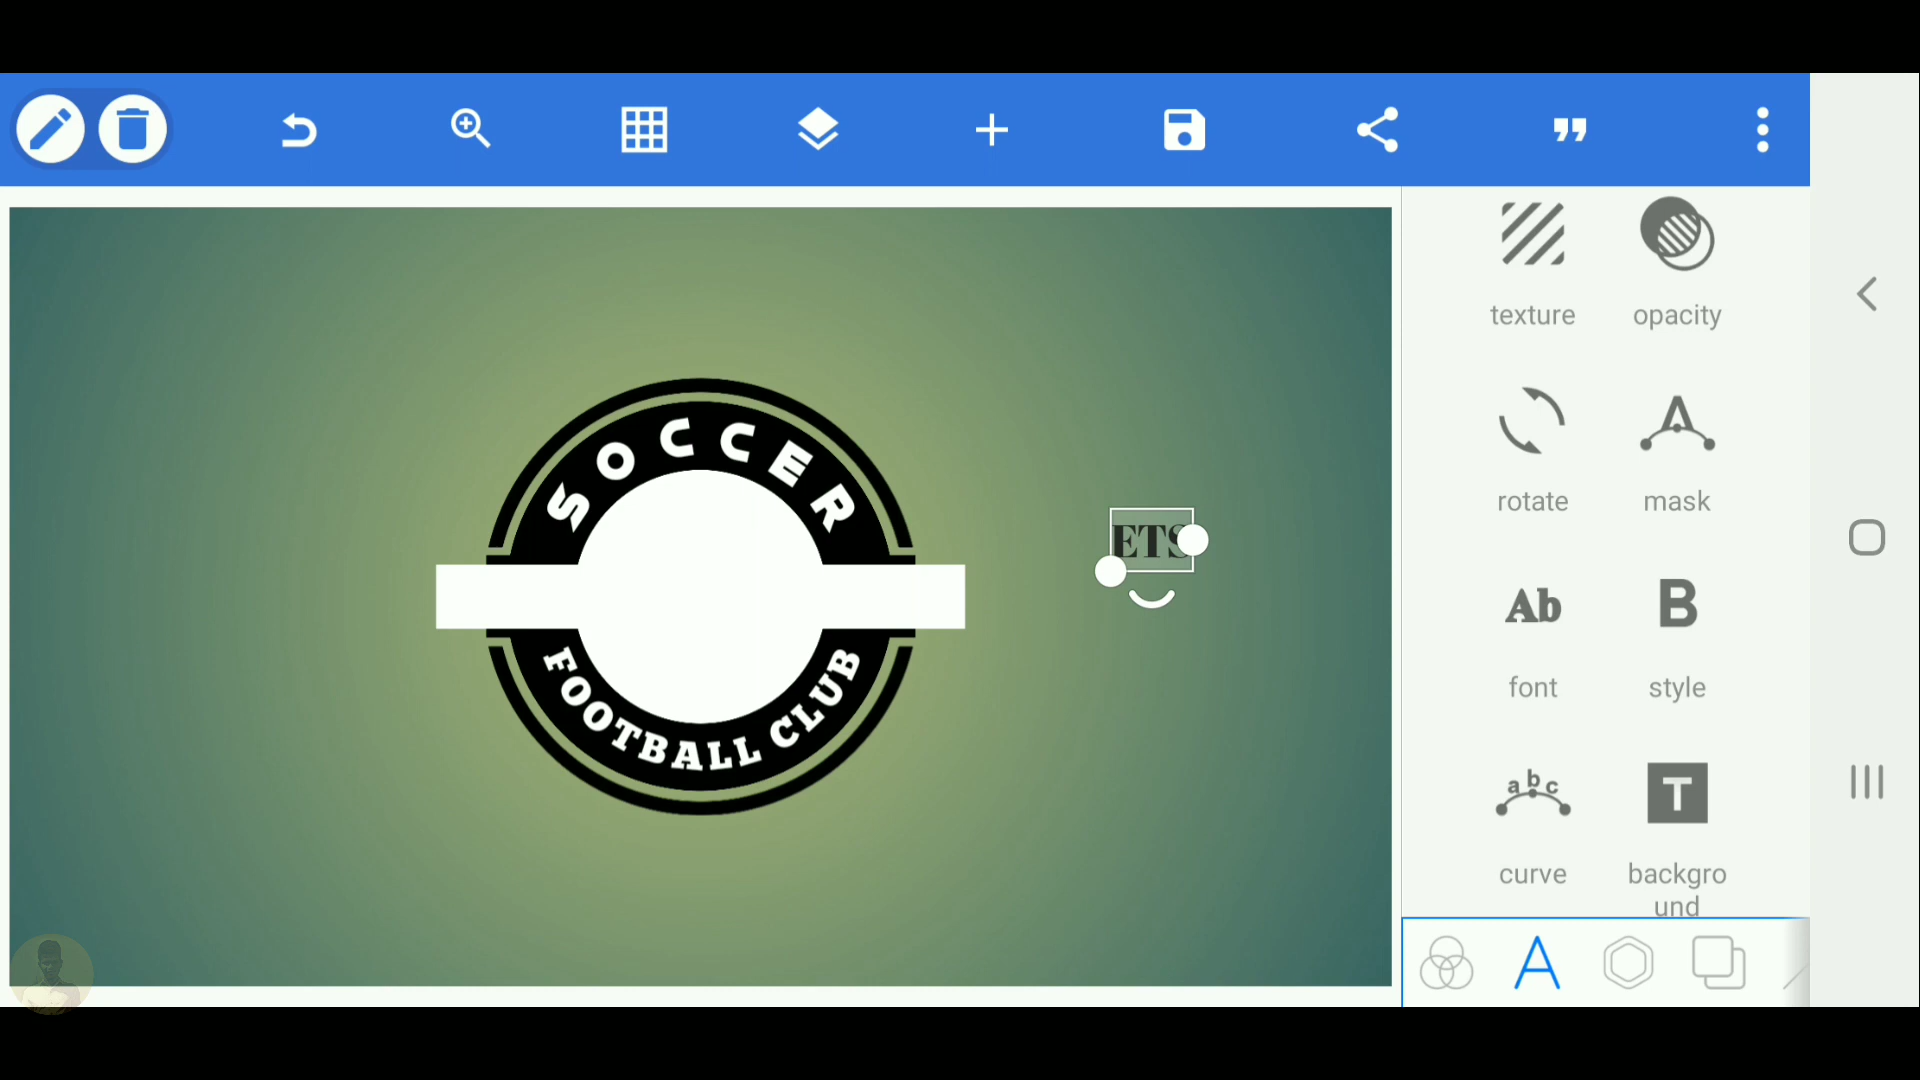 texture
opacity
SOCCER
rotate
mask
ETS
Ab
B
font
style
FOOTBALL CLUB
abc
T
curve
backgro
und
A